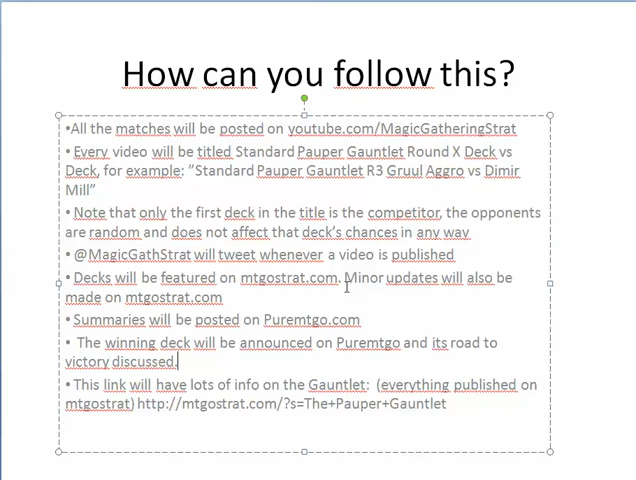 How can you follow this?
•All the matches will be posted on youtube.com/MagicGatheringStrat
• Every video will be titled Standard Pauper Gauntlet Round X Deck vs
Deck, for example: "Standard Pauper Gauntlet R3 Gruul Aggro vs Dimir
Mill"
• Note that only the first deck in the title is the competitor, the opponents
are random and does not affect that deck's chances in any way
• @MagicGathStrat will tweet whenever a video is published
• Decks will be featured on mtgostrat.com. Minor updates will also be
made on mtgostrat.com
• Summaries will be posted on Puremtgo.com
• The winning deck will be announced on Puremtgo and its road to
victory discussed.
• This link will have lots of info on the Gauntlet: (everything published on
mtgostrat) http://mtgostrat.com/?s=The+Pauper+Gauntlet